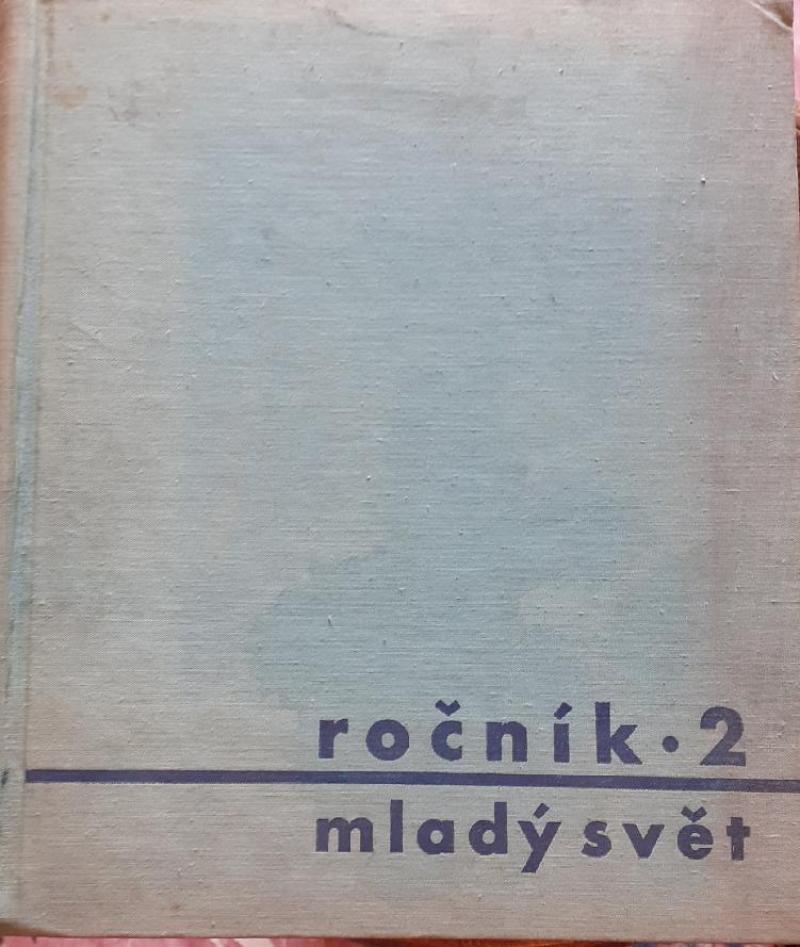 ročník • 2
mladý svět